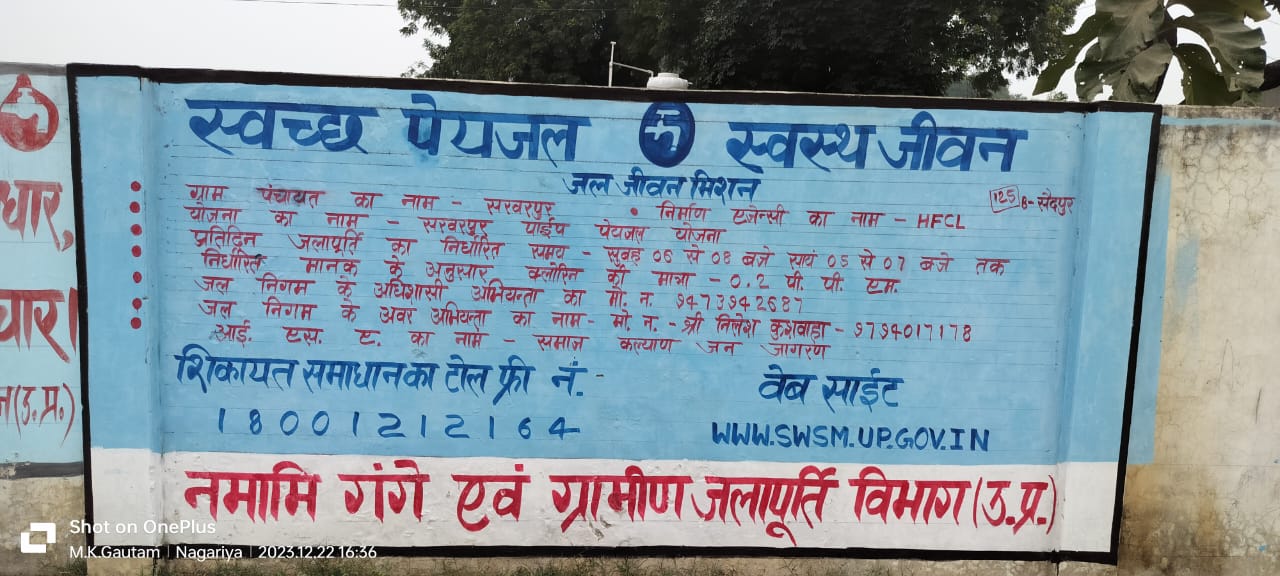 स्वच्छ पेयजल स्वस्थ जीवन
जल जीवन मिशन
ग्राम पंचायत का नाम - सरवरपुर • निर्माण एजेन्सी का नाम - HFCL
125 B- सैदपुर
योजना का नाम - सरवरपुर पाईप पेयजल योजना
प्रतिदिन जलापूर्ति का निर्धारित समय - सुबह 06 से 08 बजे सायं 05 से 07 बजे तक
निर्धारित मानक के अनुसार क्लोरिन की मात्रा - 0.2 पी. पी. एम.
जल निगम के अधिशासी अभियन्ता का मो. न. 9473942687
जल निगम के अवर अभियन्ता का नाम - मो. न. - श्री निलेश कुशवाहा - 9794017178
आई. एस. ए. का नाम - समाज कल्याण जन जागरण
शिकायत समाधान का टोल फ्री नं.
18001212164
वेब साईट
WWW.SWSM.UP.GOV.IN
नमामि गंगे एवं ग्रामीण जलापूर्ति विभाग (उ.प्र.)
धार,
चार।
न (उ.प्र.)
Shot on OnePlus
M.K.Gautam | Nagariya | 2023.12.22 16:36